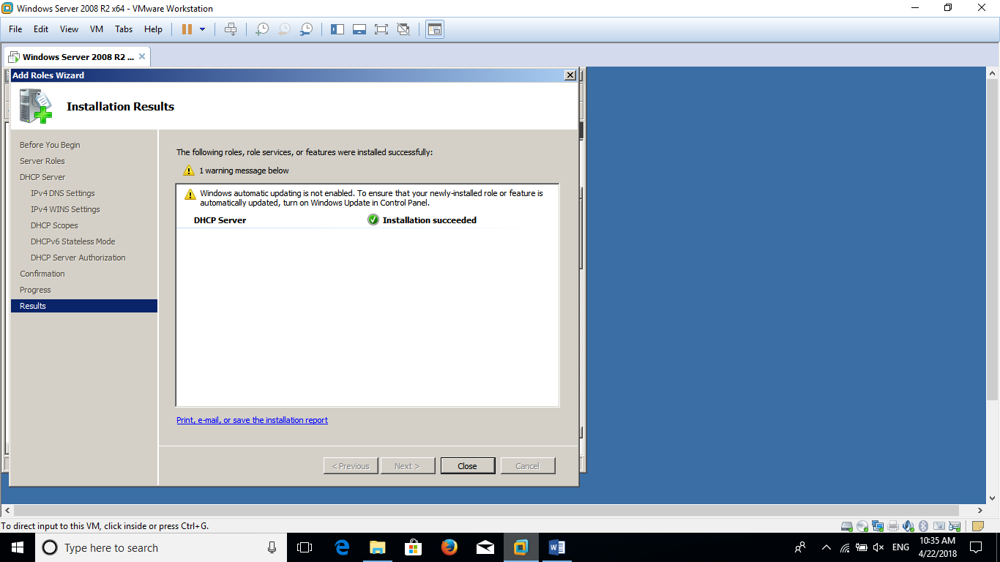 Windows Server 2008 R2 x64 - VMware Workstation
File Edit View VM Tabs Help
Windows Server 2008 R2 ...
Add Roles Wizard
Installation Results
Before You Begin
Server Roles
DHCP Server
IPv4 DNS Settings
IPv4 WINS Settings
DHCP Scopes
DHCPv6 Stateless Mode
DHCP Server Authorization
Confirmation
Progress
Results
The following roles, role services, or features were installed successfully:
1 warning message below
Windows automatic updating is not enabled. To ensure that your newly-installed role or feature is
automatically updated, turn on Windows Update in Control Panel.
DHCP Server Installation succeeded
Print, e-mail, or save the installation report
< Previous Next > Close Cancel
To direct input to this VM, click inside or press Ctrl+G.
Type here to search
ENG
10:35 AM
4/22/2018